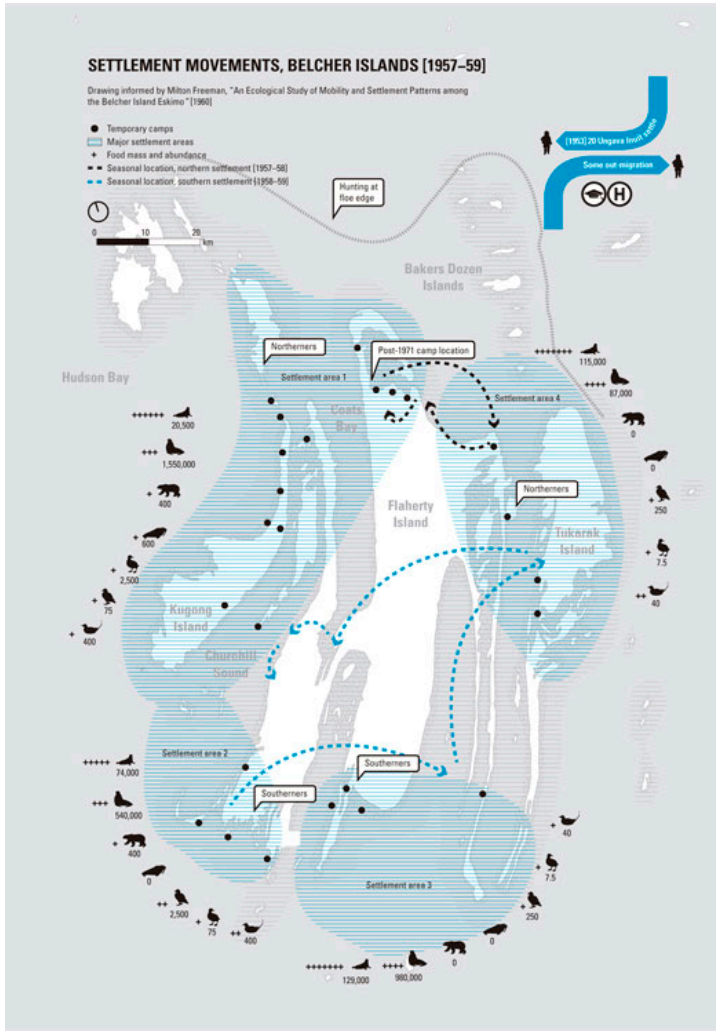 SETTLEMENT MOVEMENTS, BELCHER ISLANDS [1957–59]
Drawing informed by Milton Freeman, "An Ecological Study of Mobility and Settlement Patterns among
the Belcher Island Eskimo" [1960]
Temporary camps
Major settlement areas
+ Food mass and abundance
Seasonal location, northern settlement [1957–58]
Seasonal location, southern settlement [1958–59]
0 10 20
km
[1953] 20 Ungava Inuit settle
Some out-migration
H
Hunting at
floe edge
Bakers Dozen
Islands
Hudson Bay
Northerners
Post-1971 camp location
Settlement area 1
Settlement area 4
Coats
Bay
Flaherty
Island
Northerners
Tukarak
Island
Kugong
Island
Churchill
Sound
Settlement area 2
Southerners
Southerners
Settlement area 3
++++++
20,500
+++
1,550,000
+
400
+
600
+
2,500
+
75
+
400
+++++++
115,000
++++
87,000
0
0
+
250
+
7.5
++
40
+++++
74,000
+++
540,000
+
400
0
++
2,500
+
75
++
400
+
40
+
7.5
+
250
0
0
++++
980,000
+++++++
129,000